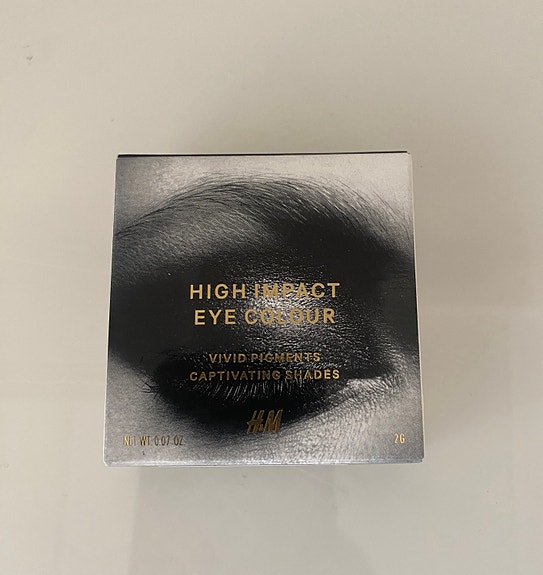 HIGH IMPACT
EYE COLOUR
VIVID PIGMENTS
CAPTIVATING SHADES
H&M
NET WT 0.07 OZ 2G